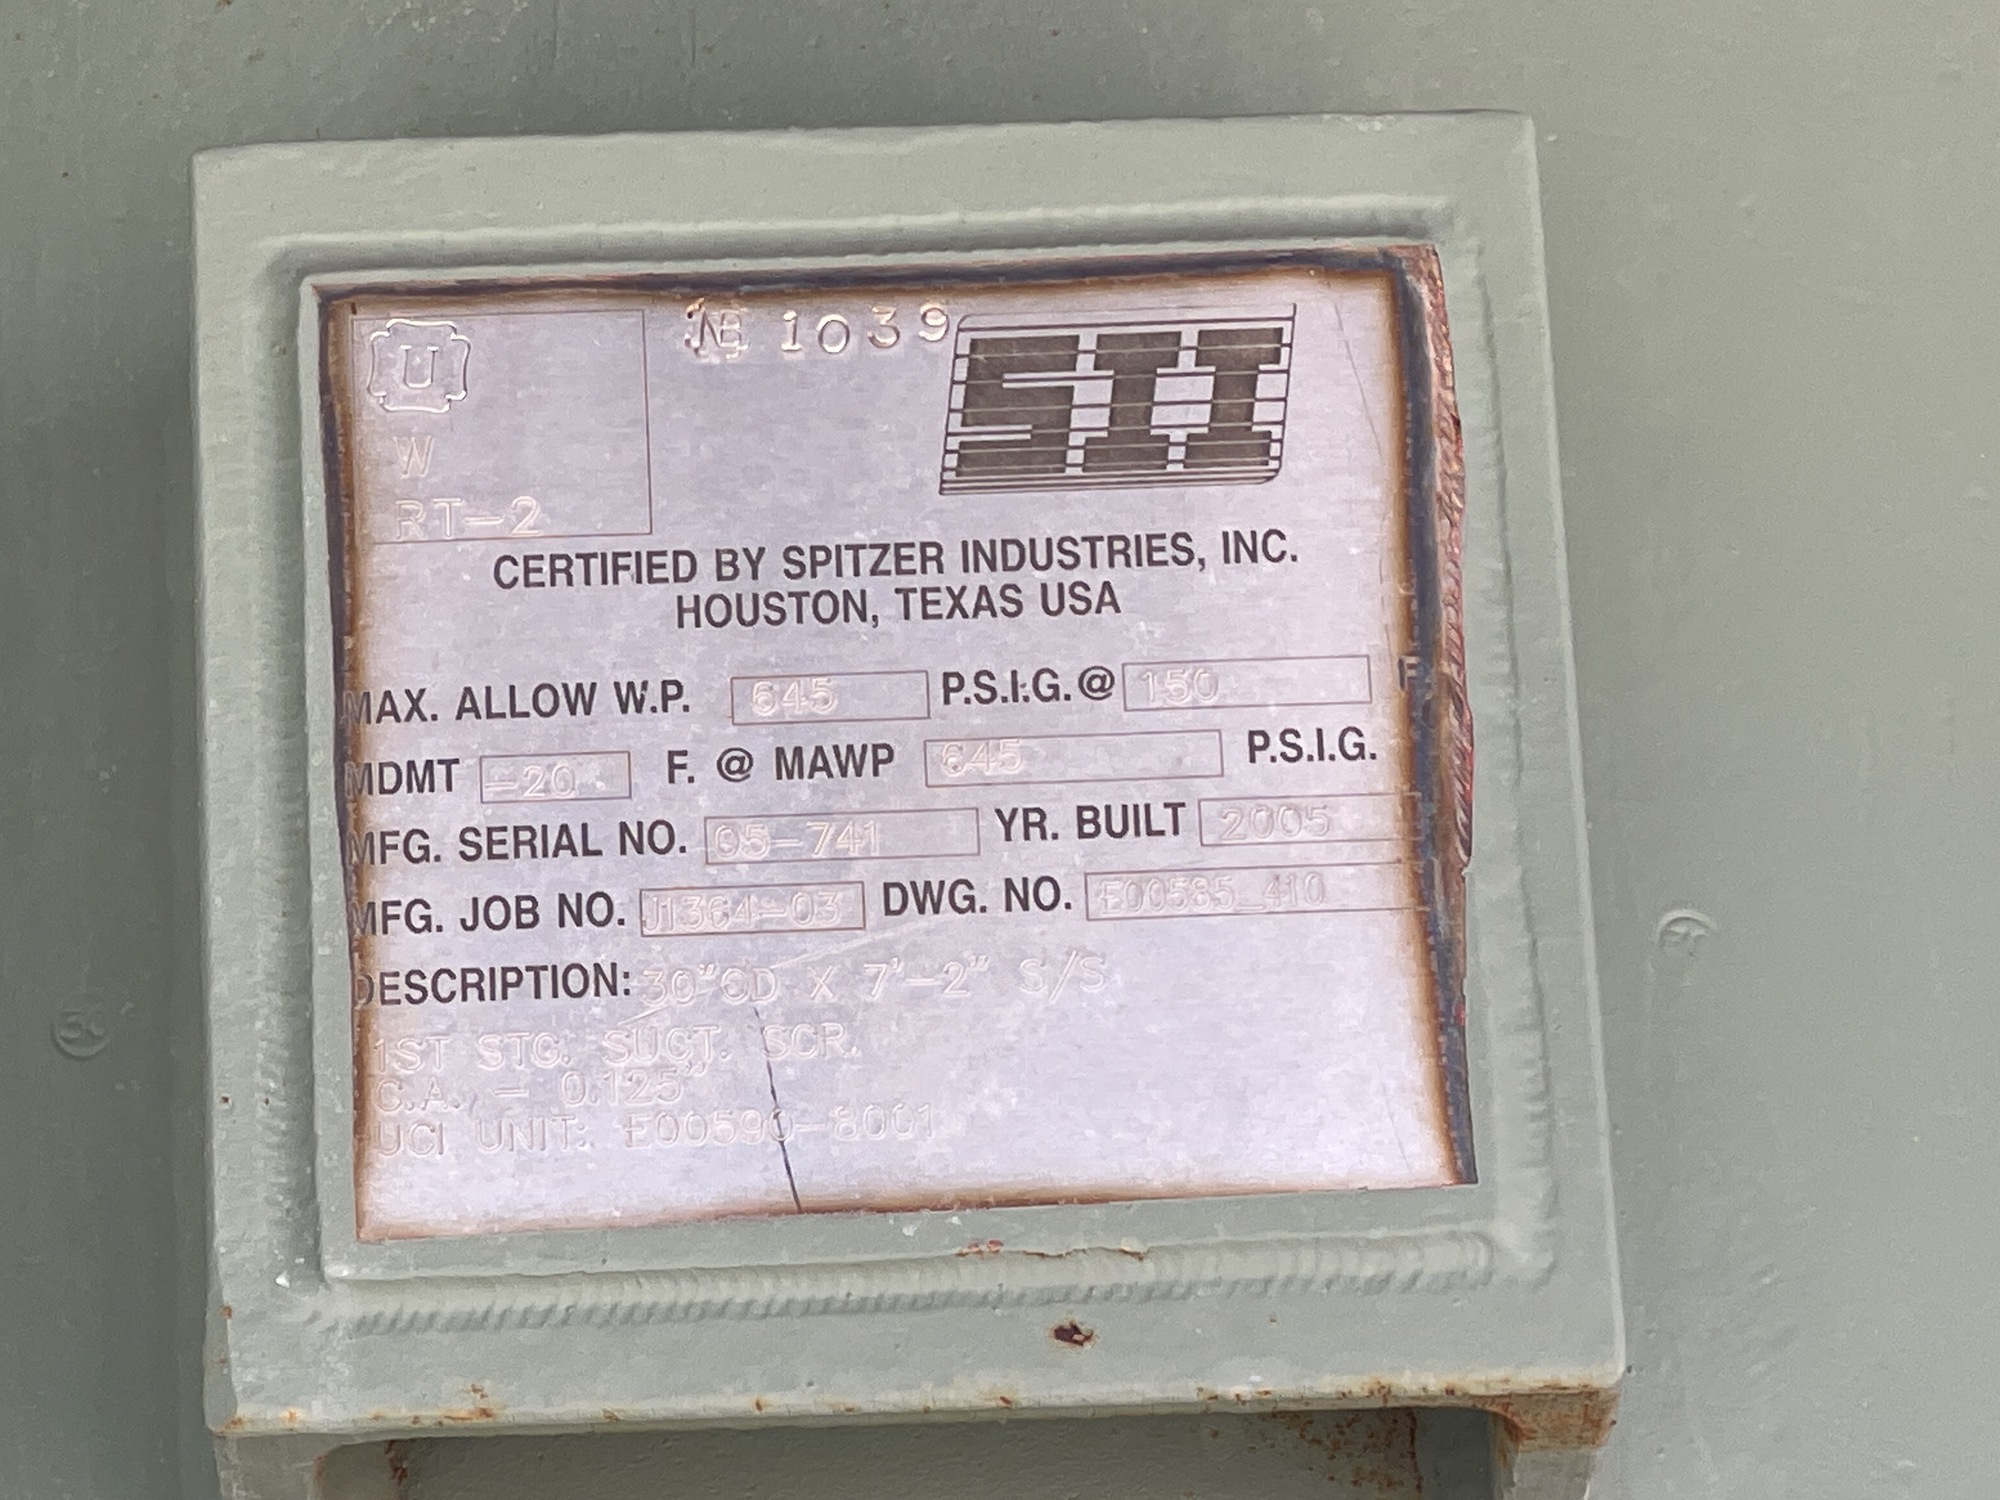 NB 1039
U
SII
W
RT-2
CERTIFIED BY SPITZER INDUSTRIES, INC.
HOUSTON, TEXAS USA
MAX. ALLOW W.P. 645 P.S.I.G. @ 150 F.
MDMT -20 F. @ MAWP 645 P.S.I.G.
MFG. SERIAL NO. 05-741 YR. BUILT 2005
MFG. JOB NO. J1364-03 DWG. NO. E00585_410
DESCRIPTION: 30"OD X 7'-2" S/S
1ST STG. SUCT. SCR.
C.A. - 0.125"
UCI UNIT: E00590-8001